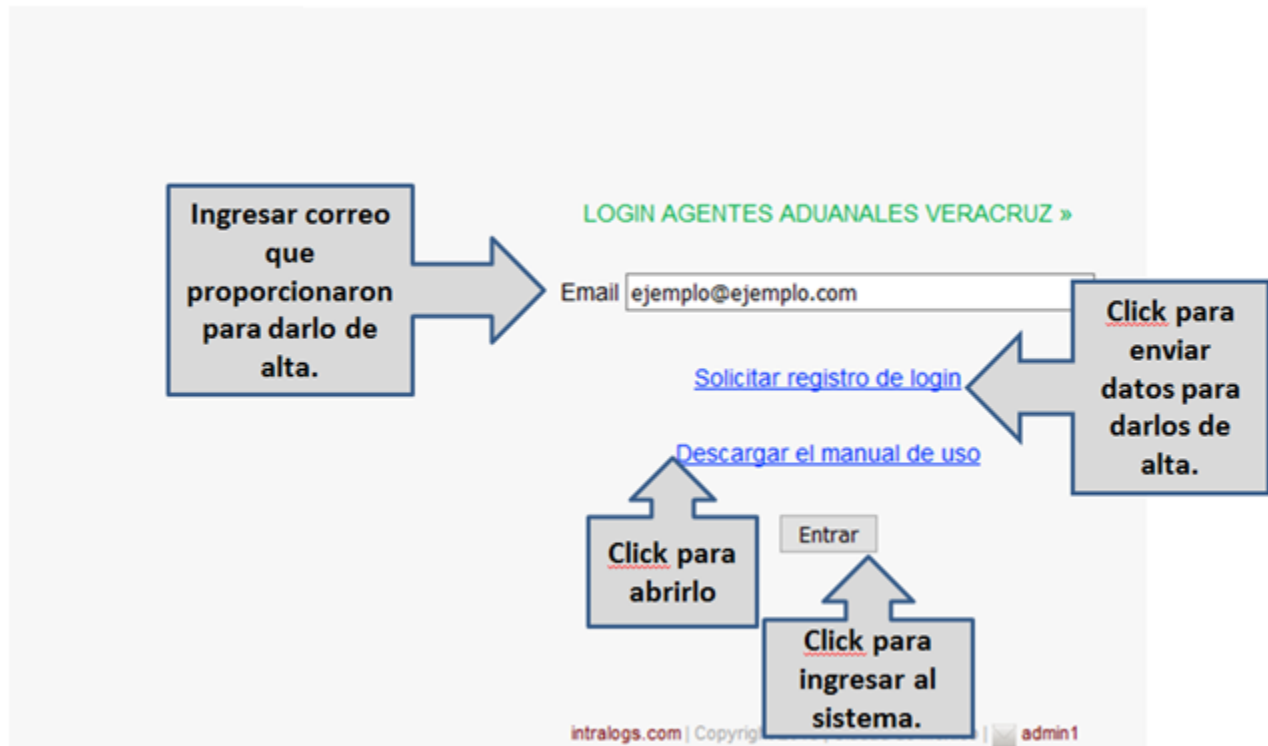 Ingresar correo
que
proporcionaron
para darlo de
alta.
LOGIN AGENTES ADUANALES VERACRUZ »
Email ejemplo@ejemplo.com
Click para
enviar
datos para
darlos de
alta.
Solicitar registro de login
Descargar el manual de uso
Click para
abrirlo
Entrar
Click para
ingresar al
sistema.
intralogs.com | Copyrig | admin1